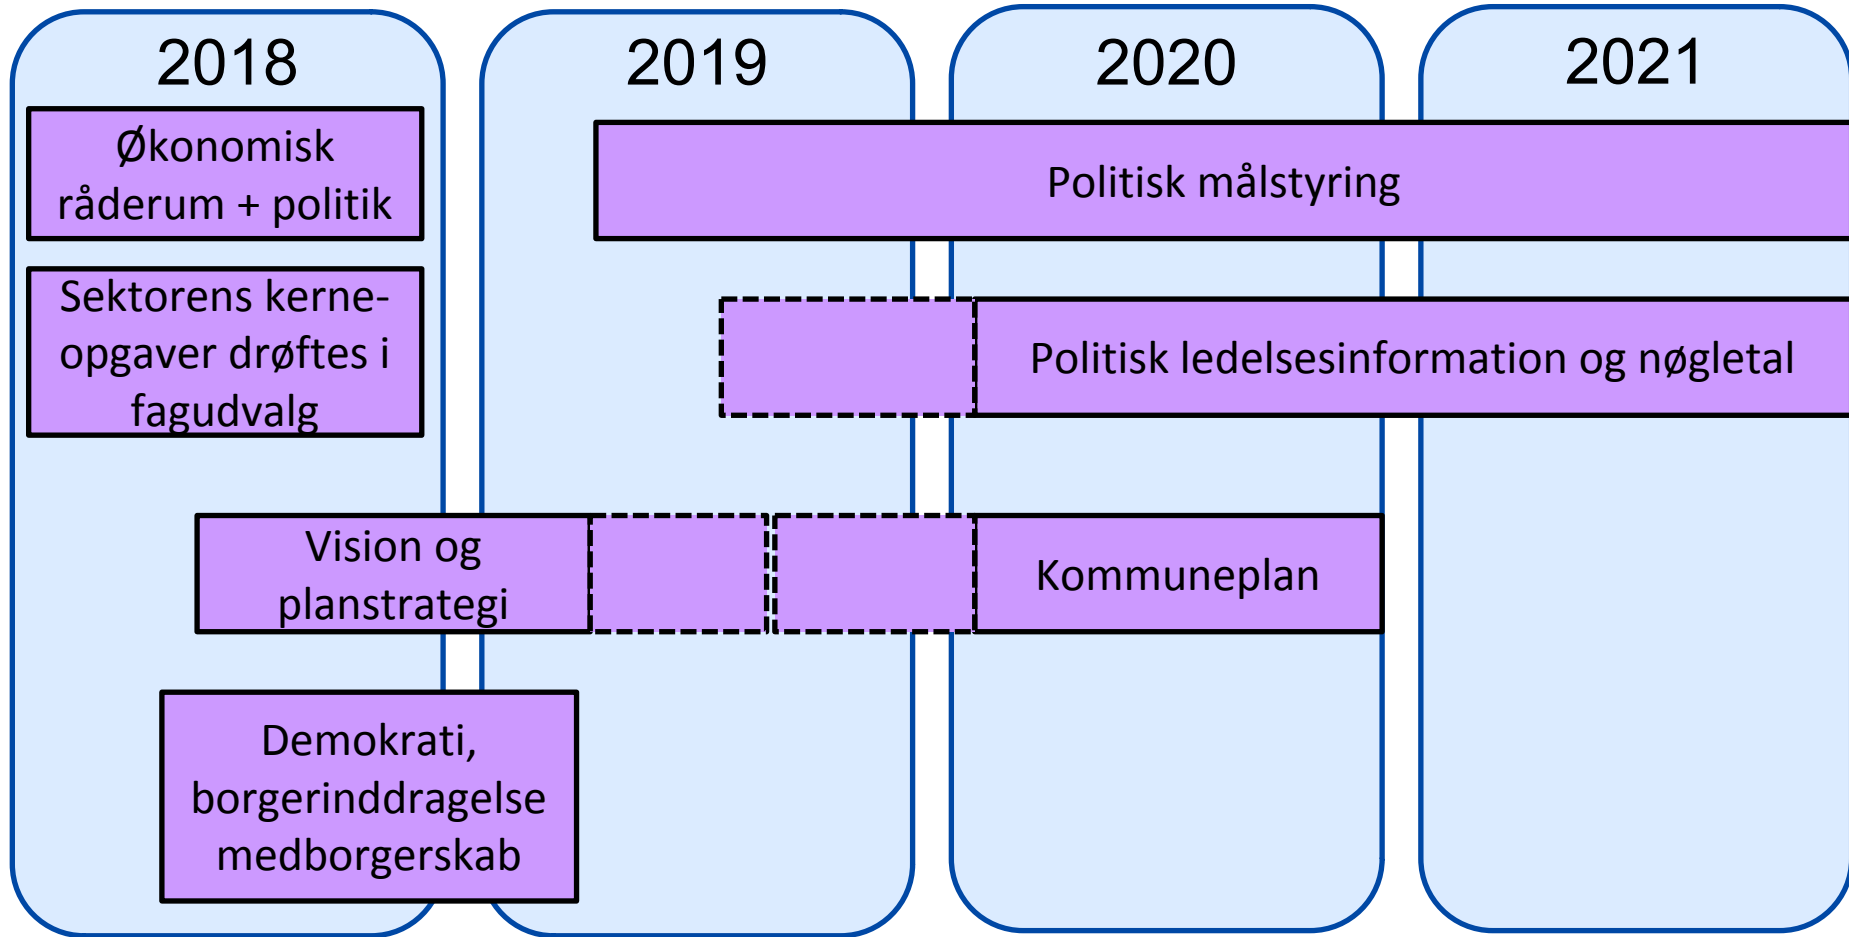 2018
2019
2020
2021
Økonomisk
råderum + politik
Politisk målstyring
Sektorens kerne-
opgaver drøftes i
fagudvalg
Politisk ledelsesinformation og nøgletal
Vision og
planstrategi
Kommuneplan
Demokrati,
borgerinddragelse
medborgerskab